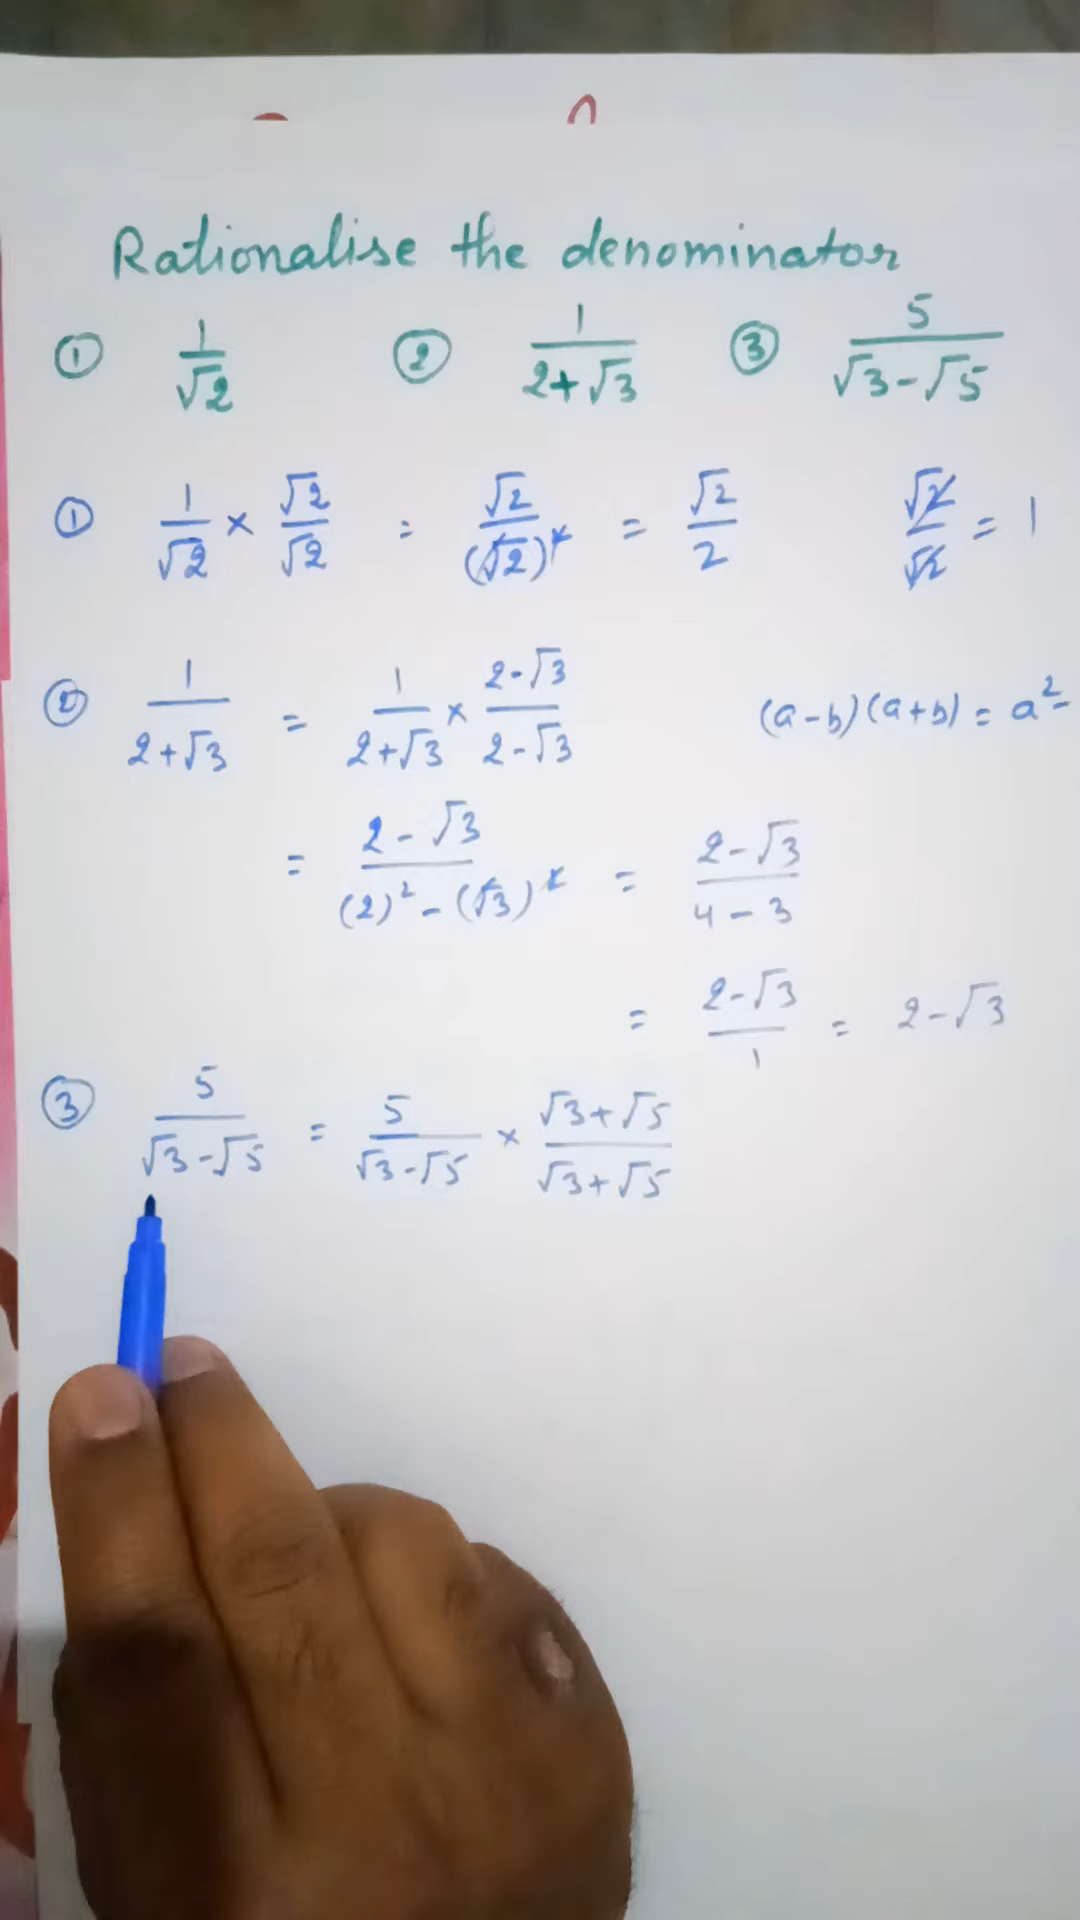 Rationalise the denominator
① 1/√2 ② 1/(2+√3) ③ 5/(√3-√5)
① 1/√2 × √2/√2 = √2/(√2)² = √2/2 √2/√2 = 1
② 1/(2+√3) = 1/(2+√3) × (2-√3)/(2-√3) (a-b)(a+b) = a²-
= (2-√3)/((2)²-(√3)²) = (2-√3)/(4-3)
= (2-√3)/1 = 2-√3
③ 5/(√3-√5) = 5/(√3-√5) × (√3+√5)/(√3+√5)